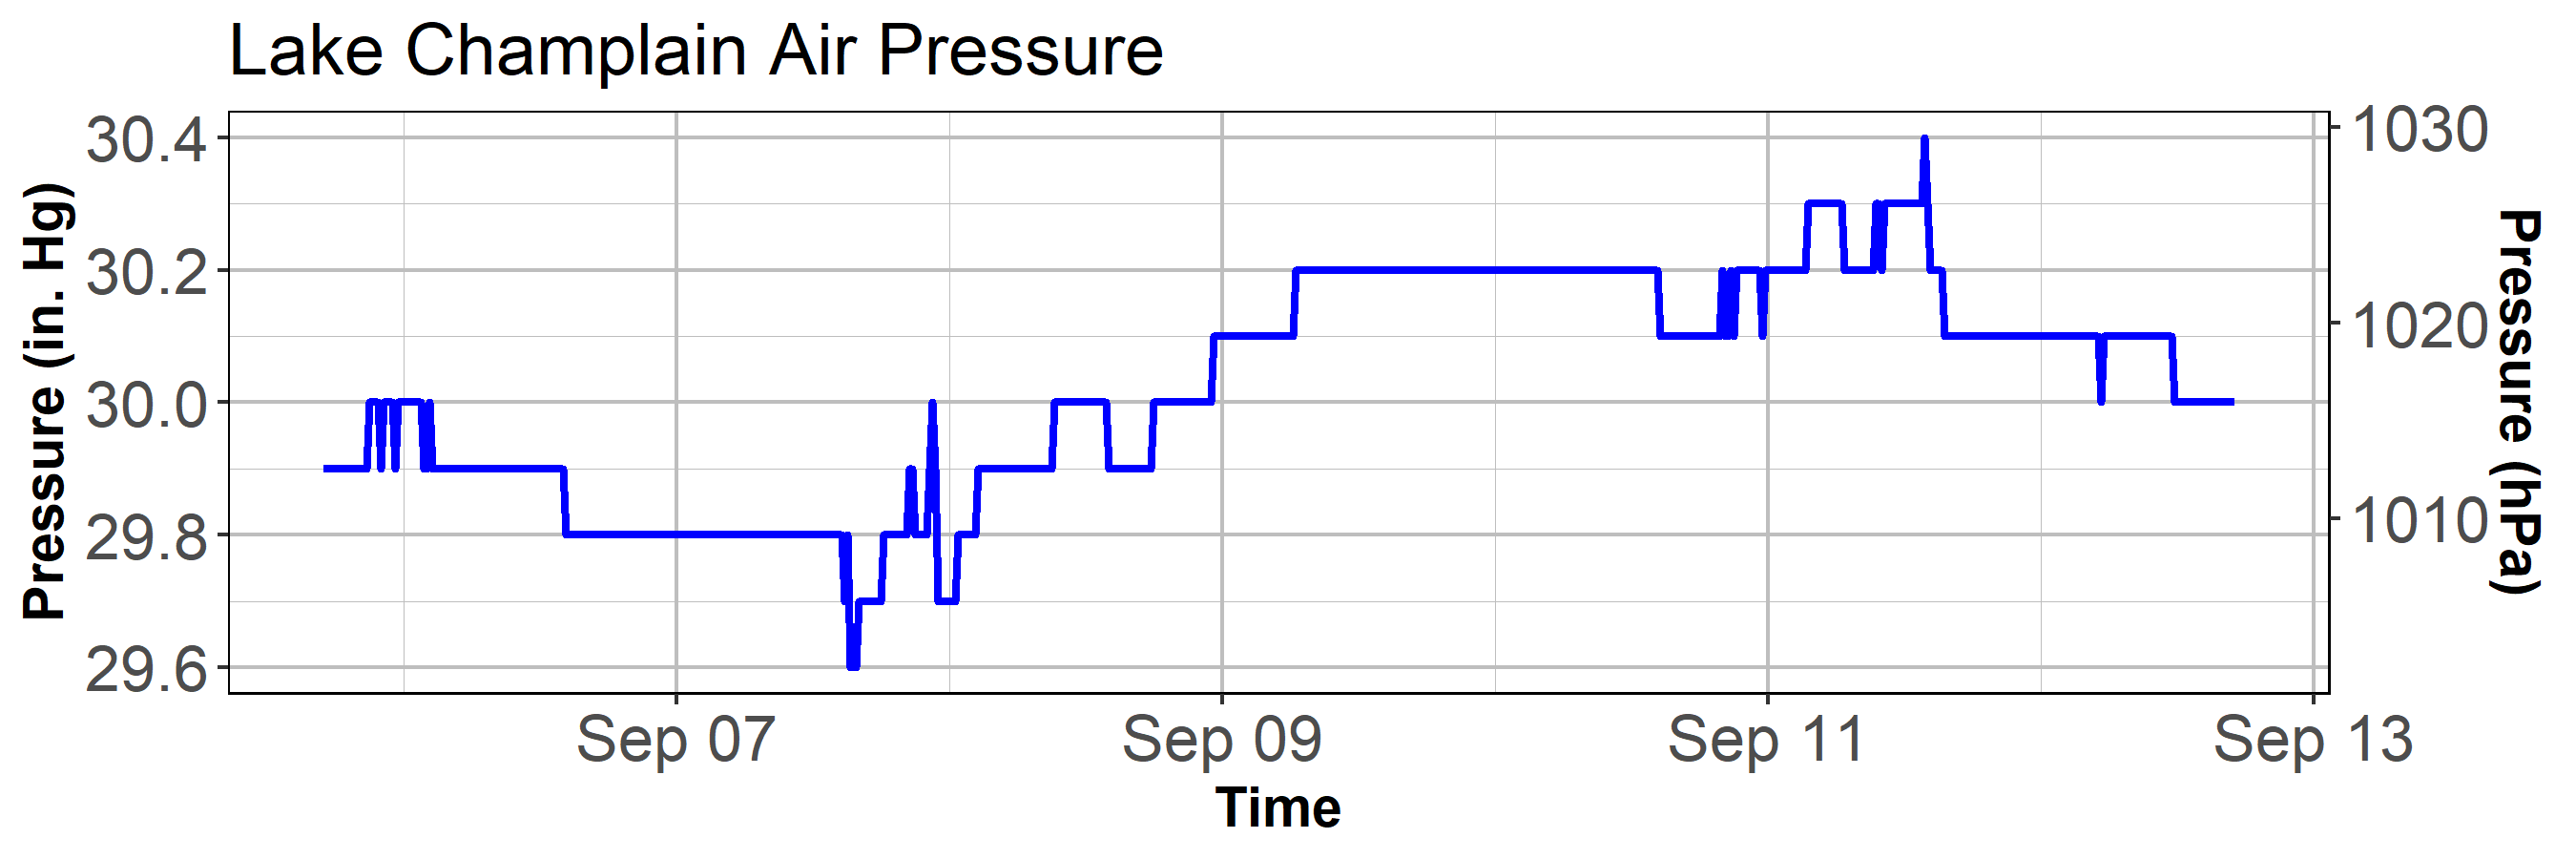 Lake Champlain Air Pressure
Pressure (in. Hg)
30.4
30.2
30.0
29.8
29.6
1030
1020
1010
Pressure (hPa)
Sep 07 Sep 09 Sep 11 Sep 13
Time